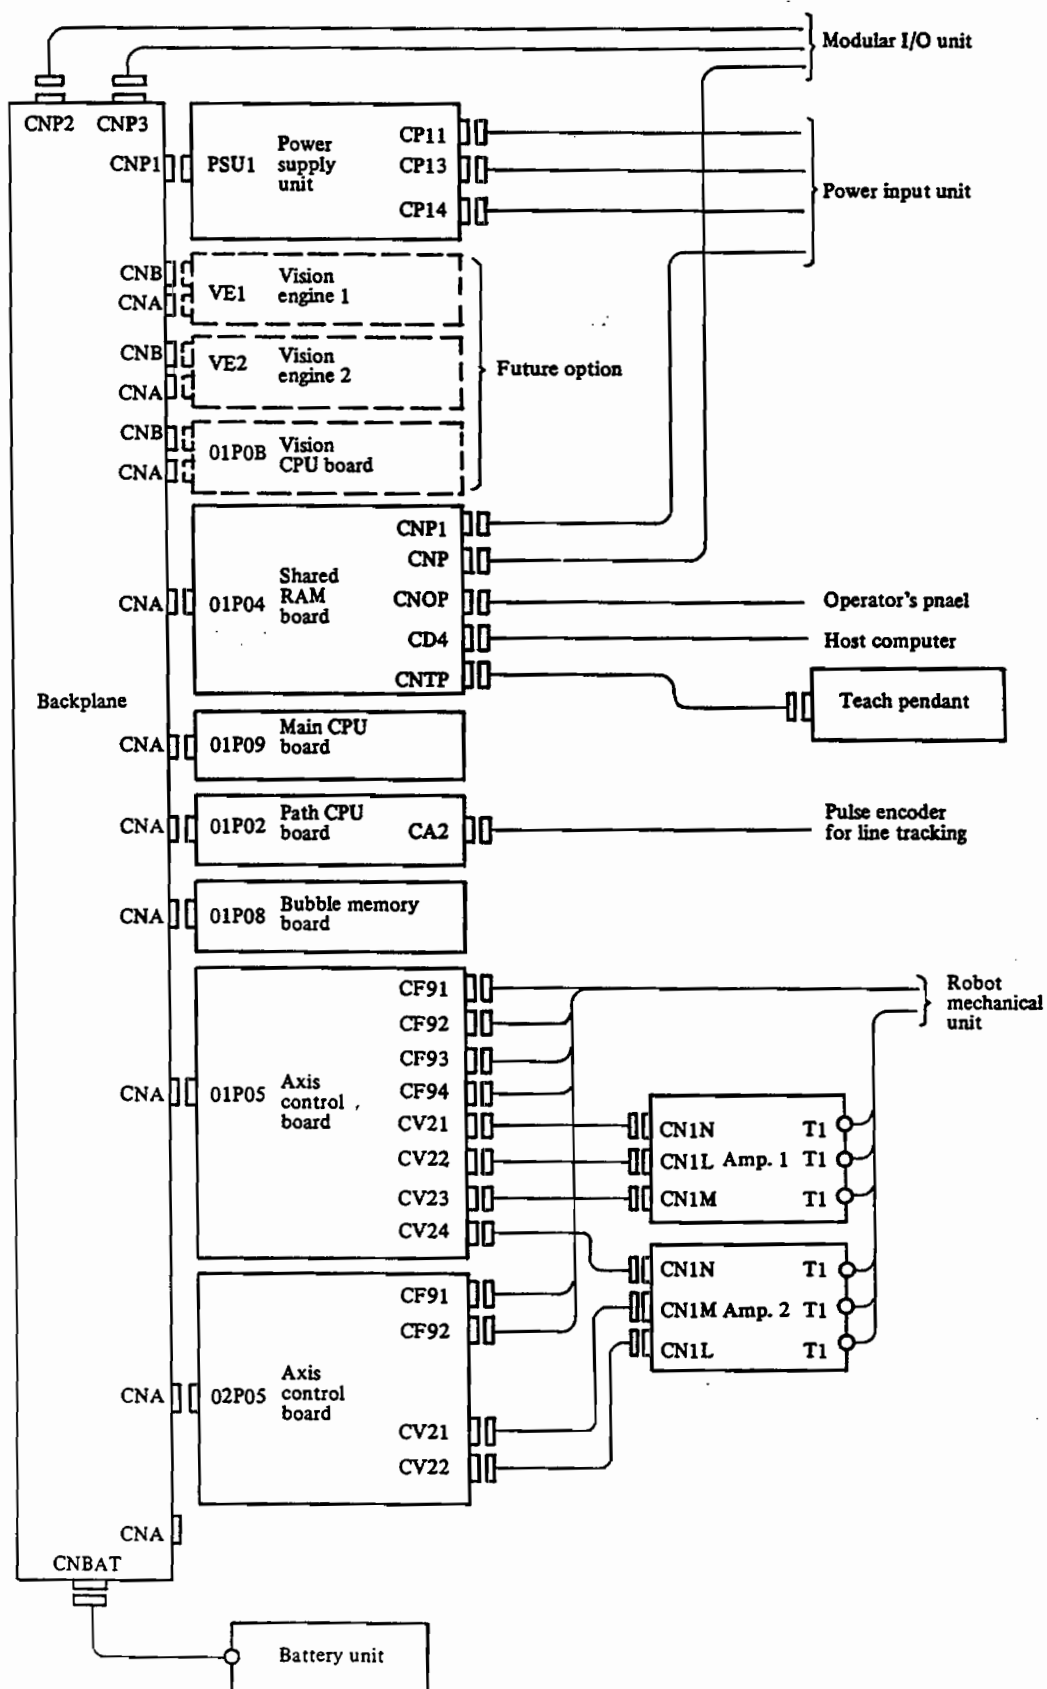 Modular I/O unit
CNP2 CNP3
CNP1
PSU1
Power
supply
unit
CP11
CP13
CP14
Power input unit
CNB
CNA
VE1
Vision
engine 1
CNB
CNA
VE2
Vision
engine 2
Future option
CNB
CNA
01P0B
Vision
CPU board
CNP1
CNP
CNA
01P04
Shared
RAM
board
CNOP
Operator's pnael
CD4
Host computer
CNTP
Teach pendant
Backplane
CNA
01P09
Main CPU
board
CNA
01P02
Path CPU
board
CA2
Pulse encoder
for line tracking
CNA
01P08
Bubble memory
board
CNA
01P05
Axis
control
board
CF91
CF92
CF93
CF94
CV21
CV22
CV23
CV24
Robot
mechanical
unit
CN1N T1
CN1L Amp. 1 T1
CN1M T1
CN1N T1
CN1M Amp. 2 T1
CN1L T1
CNA
02P05
Axis
control
board
CF91
CF92
CV21
CV22
CNA
CNBAT
Battery unit